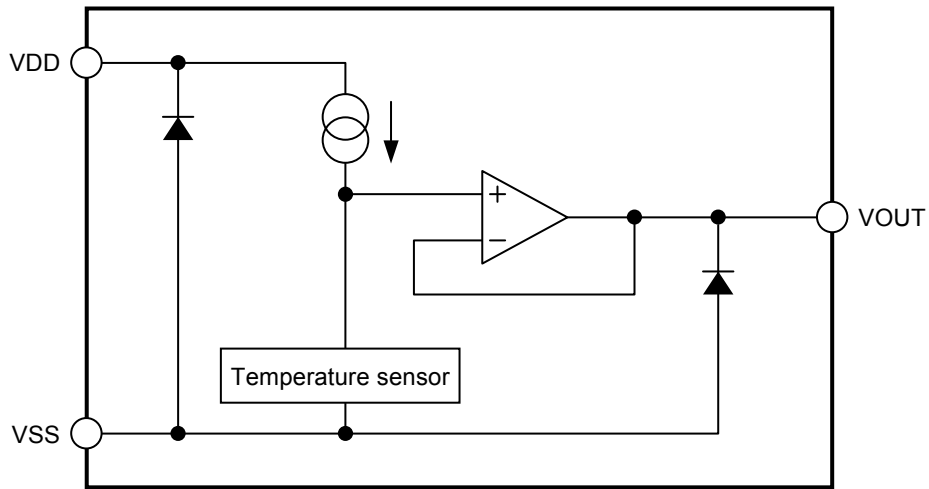 VDD
+
−
VOUT
Temperature sensor
VSS